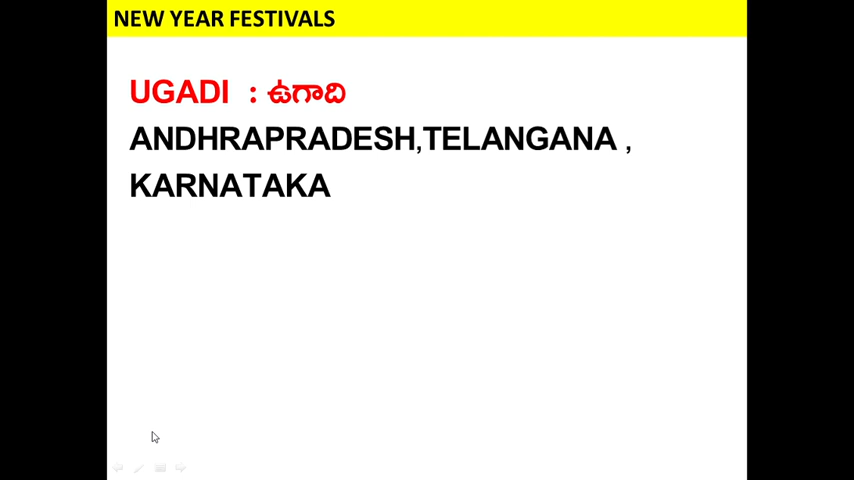 NEW YEAR FESTIVALS
UGADI : ఉగాది
ANDHRAPRADESH,TELANGANA ,
KARNATAKA